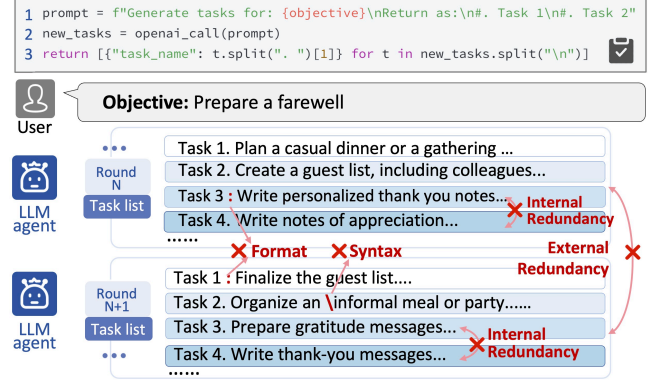 1 prompt = f"Generate tasks for: {objective}\nReturn as:\n#. Task 1\n#. Task 2"
2 new_tasks = openai_call(prompt)
3 return [{"task_name": t.split(". ")[1]} for t in new_tasks.split("\n")]
User
Objective: Prepare a farewell
LLM agent
Round N
Task list
Task 1. Plan a casual dinner or a gathering ...
Task 2. Create a guest list, including colleagues...
Task 3 : Write personalized thank you notes...
Task 4. Write notes of appreciation...
......
Internal Redundancy
Format
Syntax
External Redundancy
LLM agent
Round N+1
Task list
Task 1 : Finalize the guest list....
Task 2. Organize an \informal meal or party......
Task 3. Prepare gratitude messages...
Task 4. Write thank-you messages...
......
Internal Redundancy